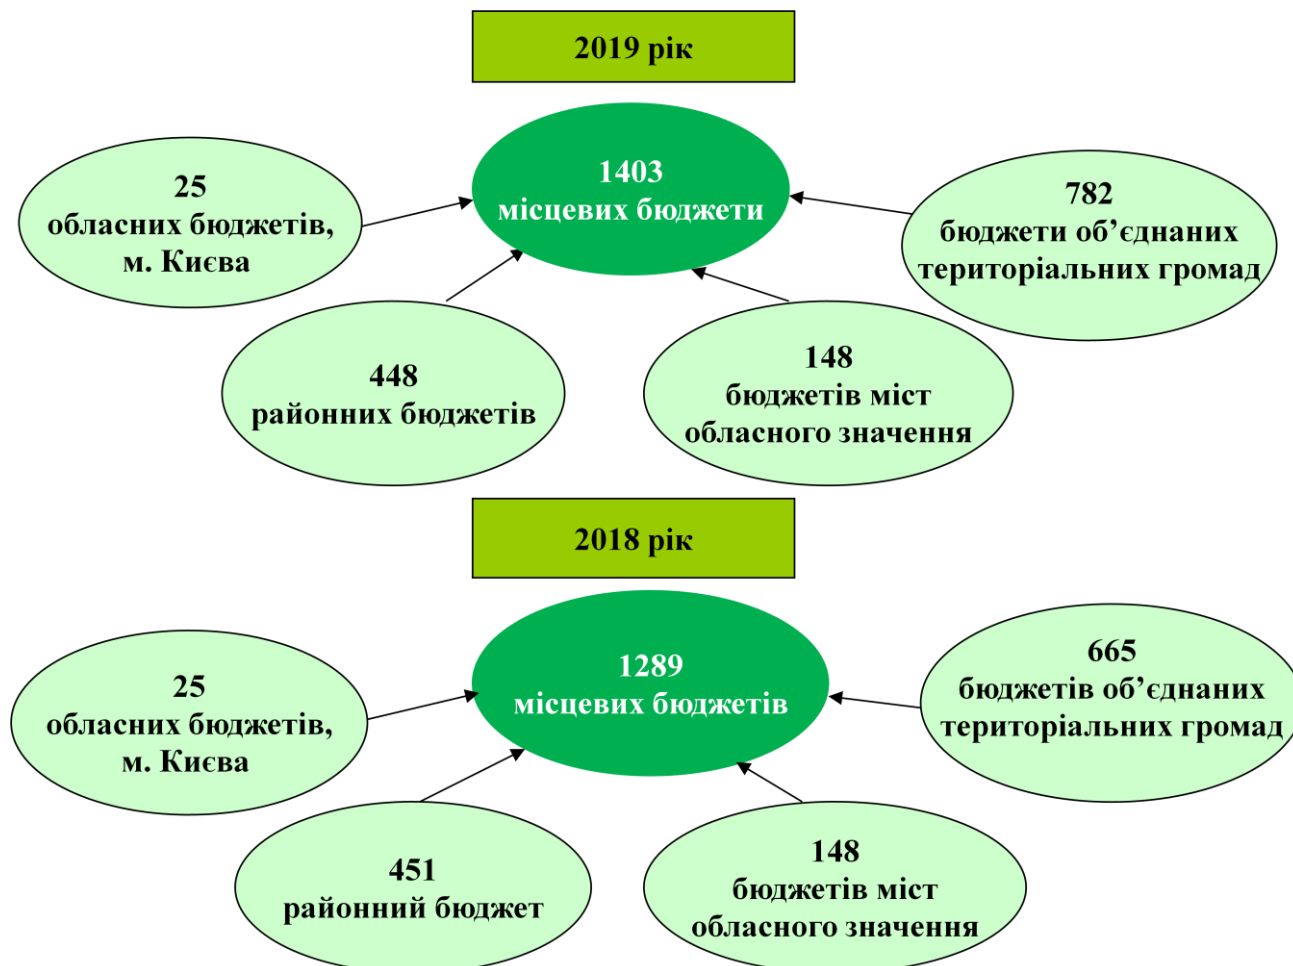 2019 рік
1403
місцевих бюджети
25
обласних бюджетів,
м. Києва
782
бюджети об’єднаних
територіальних громад
448
районних бюджетів
148
бюджетів міст
обласного значення
2018 рік
1289
місцевих бюджетів
25
обласних бюджетів,
м. Києва
665
бюджетів об’єднаних
територіальних громад
451
районний бюджет
148
бюджетів міст
обласного значення